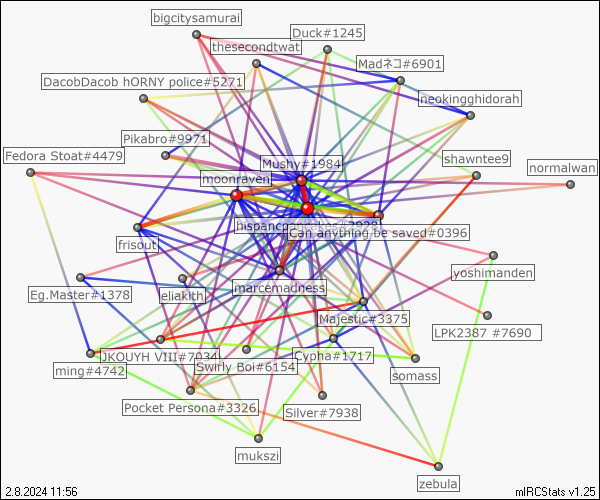 bigcitysamurai
Duck#1245
thesecondtwat
Madネコ#6901
DacobDacob hORNY police#5271
neokingghidorah
Pikabro#9971
Fedora Stoat#4479
Mushy#1984
shawntee9
normalwan
moonraven
Can anything be saved#0396
frisout
yoshimanden
marcemadness
Eg.Master#1378
eliakith
Majestic#3375
LPK2387 #7690
JKOUYH VIII#7034
Cypha#1717
ming#4742
Swirly Boi#6154
somass
Pocket Persona#3326
Silver#7938
mukszi
zebula
2.8.2024 11:56
mIRCStats v1.25